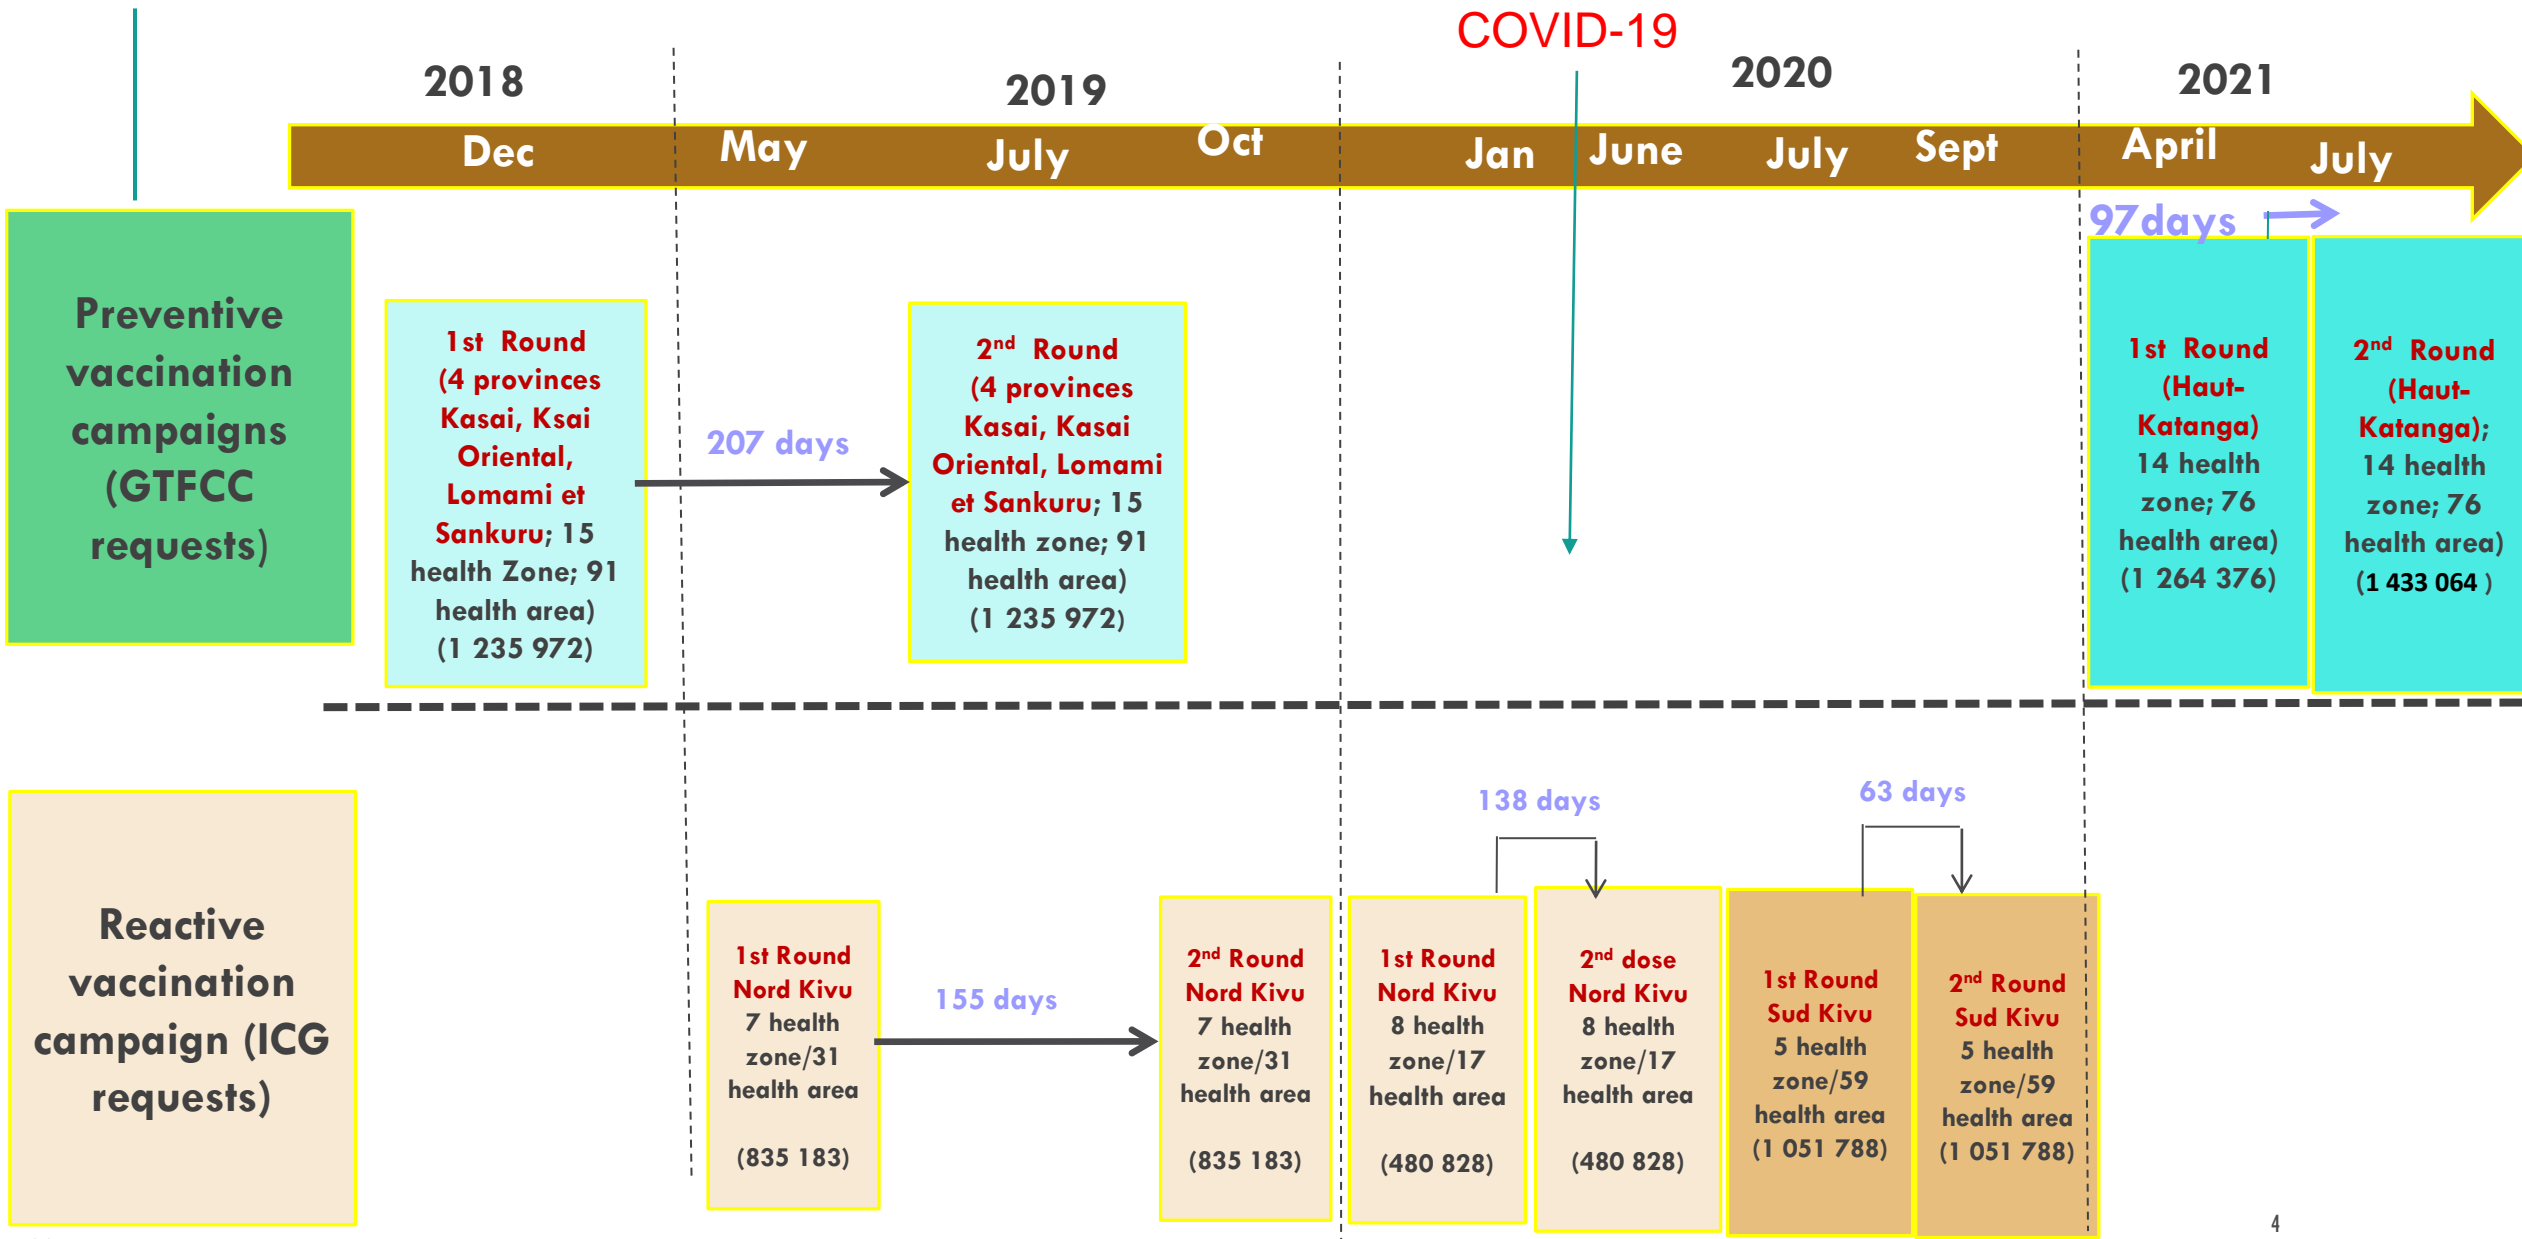 COVID-19
2018
2019
2020
2021
Dec
May
July
Oct
Jan
June
July
Sept
April
July
97days
Preventive
vaccination
campaigns
(GTFCC
requests)
1st Round
(4 provinces
Kasai, Ksai
Oriental,
Lomami et
Sankuru; 15
health Zone; 91
health area)
(1 235 972)
207 days
2nd Round
(4 provinces
Kasai, Kasai
Oriental, Lomami
et Sankuru; 15
health zone; 91
health area)
(1 235 972)
1st Round
(Haut-
Katanga)
14 health
zone; 76
health area)
(1 264 376)
2nd Round
(Haut-
Katanga);
14 health
zone; 76
health area)
(1 433 064 )
Reactive
vaccination
campaign (ICG
requests)
1st Round
Nord Kivu
7 health
zone/31
health area
(835 183)
155 days
2nd Round
Nord Kivu
7 health
zone/31
health area
(835 183)
138 days
1st Round
Nord Kivu
8 health
zone/17
health area
(480 828)
2nd dose
Nord Kivu
8 health
zone/17
health area
(480 828)
63 days
1st Round
Sud Kivu
5 health
zone/59
health area
(1 051 788)
2nd Round
Sud Kivu
5 health
zone/59
health area
(1 051 788)
4